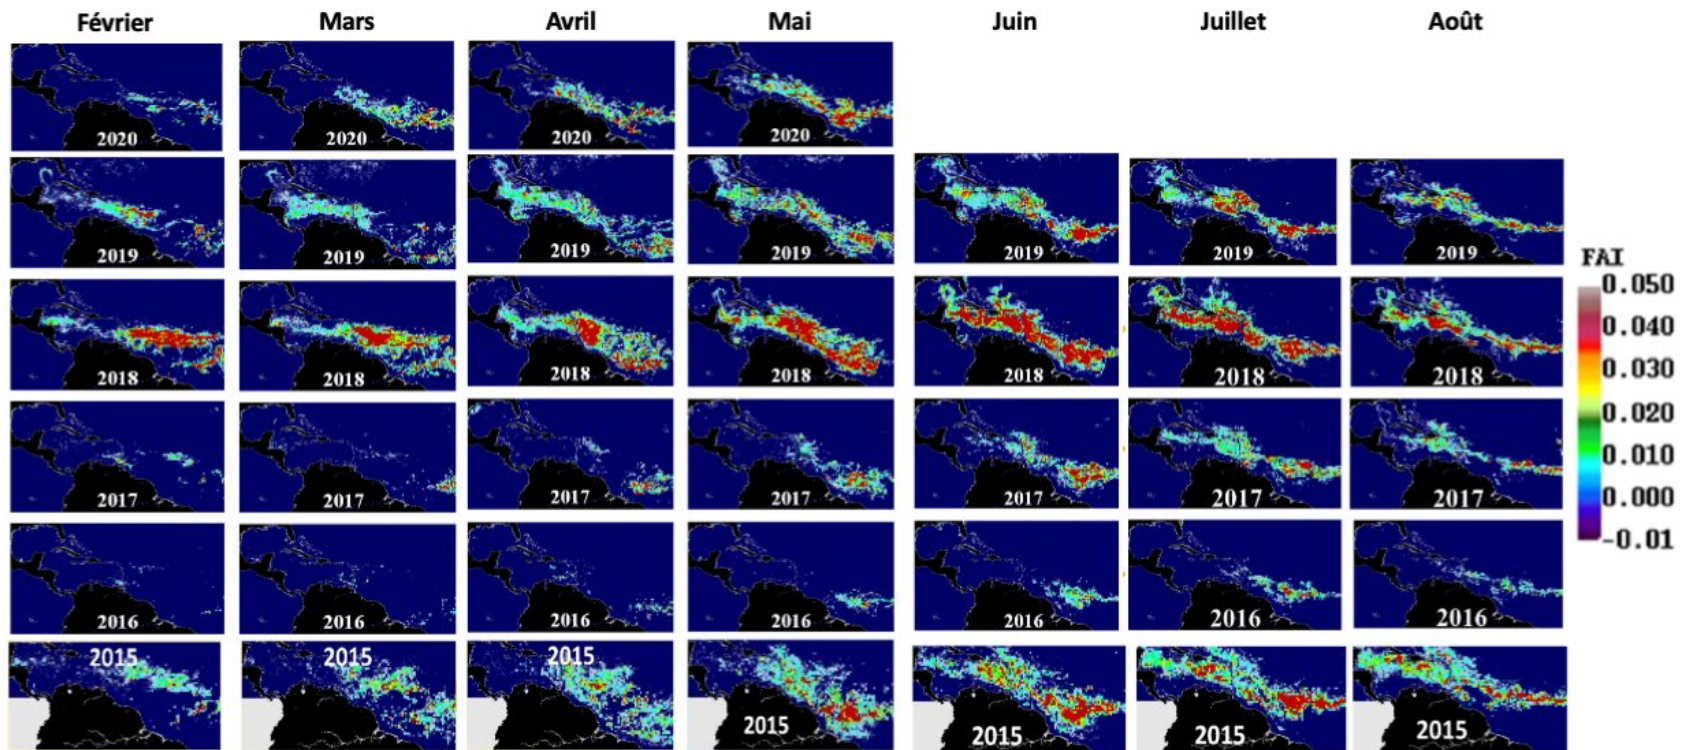 Février Mars Avril Mai Juin Juillet Août
2020 2020 2020 2020
2019 2019 2019 2019 2019 2019 2019
2018 2018 2018 2018 2018 2018 2018
2017 2017 2017 2017 2017 2017 2017
2016 2016 2016 2016 2016 2016 2016
2015 2015 2015 2015 2015 2015 2015
FAI
0.050
0.040
0.030
0.020
0.010
0.000
-0.01